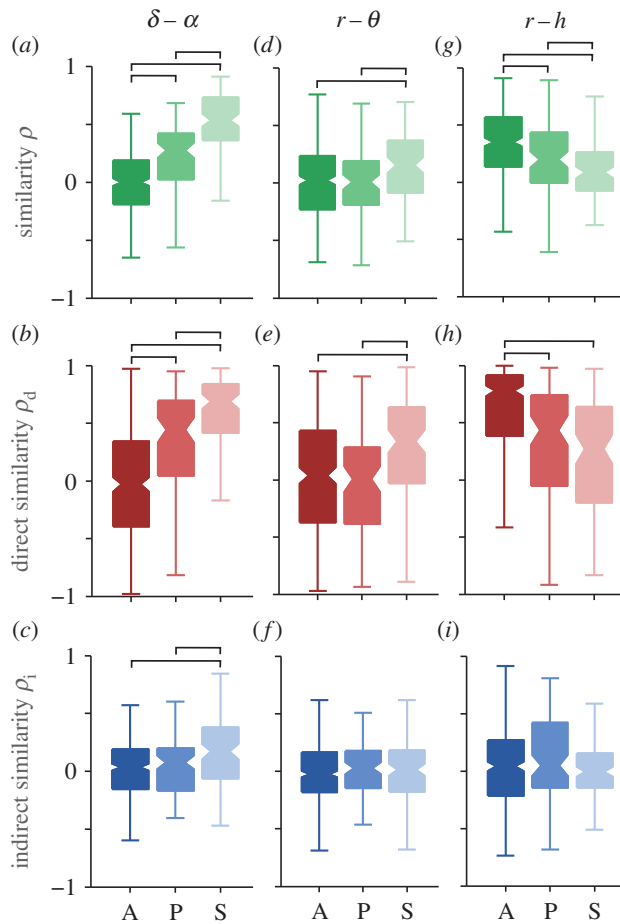 δ – α
r – θ
r – h
(a)
(d)
(g)
1
0
−1
similarity ρ
(b)
(e)
(h)
1
0
−1
direct similarity ρd
(c)
(f)
(i)
1
0
−1
indirect similarity ρi
A P S A P S A P S